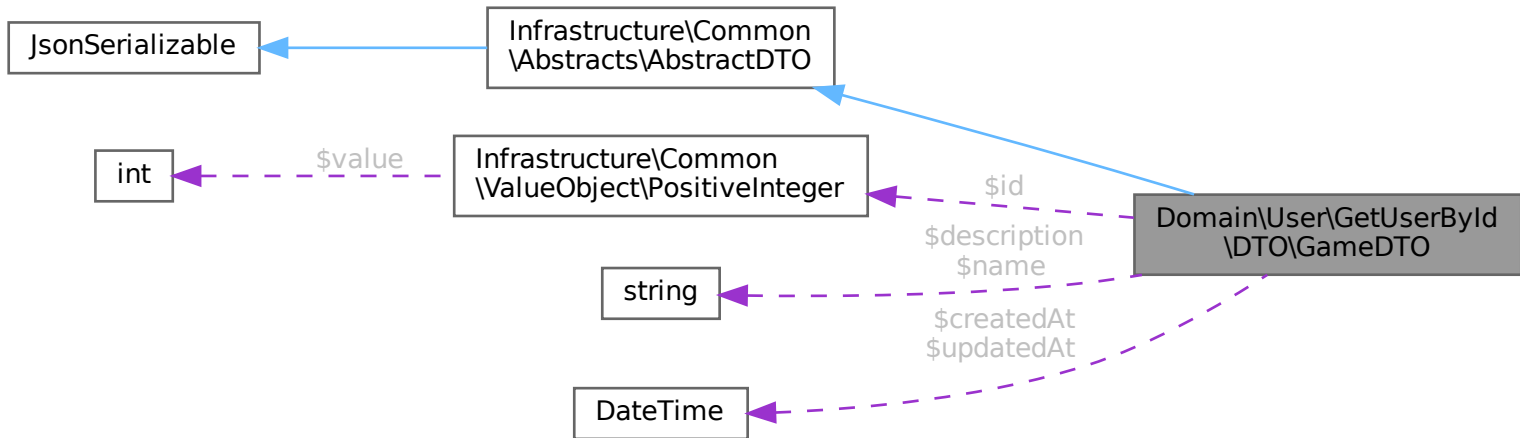 JsonSerializable
Infrastructure\Common
\Abstracts\AbstractDTO
int
$value
Infrastructure\Common
\ValueObject\PositiveInteger
$id
Domain\User\GetUserById
\DTO\GameDTO
$description
$name
string
$createdAt
$updatedAt
DateTime